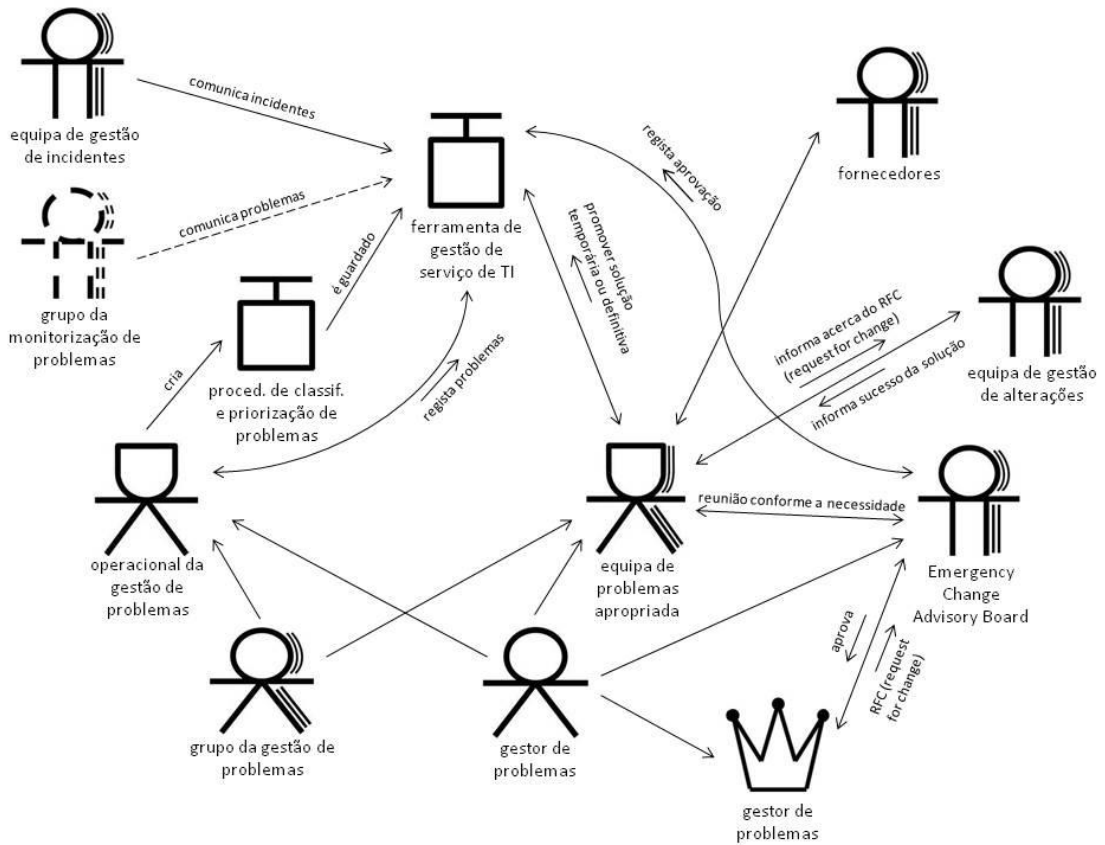 comunica incidentes
equipa de gestão
de incidentes
fornecedores
regista aprovação
comunica problemas
ferramenta de
gestão de
serviço de TI
promover solução
temporária ou definitiva
é guardado
grupo da
monitorização de
problemas
informa acerca do RFC
(request for change)
informa sucesso da solução
equipa de gestão
de alterações
cria
proced. de classif.
e priorização de
problemas
regista problemas
reunião conforme a necessidade
operacional da
gestão de
problemas
equipa de
problemas
apropriada
Emergency
Change
Advisory Board
aprova
RFC (request
for change)
grupo da gestão de
problemas
gestor de
problemas
gestor de
problemas